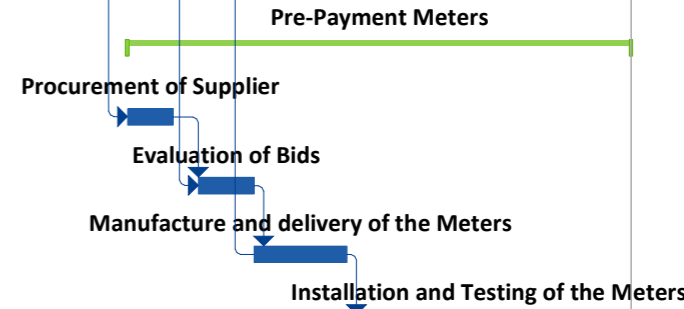 Pre-Payment Meters
Procurement of Supplier
Evaluation of Bids
Manufacture and delivery of the Meters
Installation and Testing of the Meters